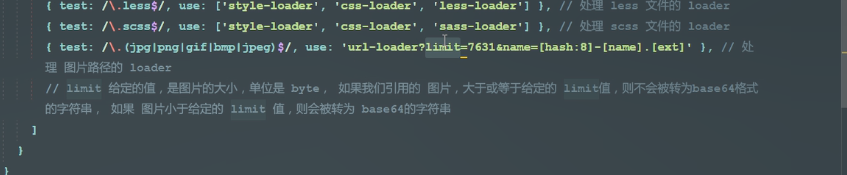 { test: /\.less$/, use: ['style-loader', 'css-loader', 'less-loader'] }, // 处理 less 文件的 loader
{ test: /\.scss$/, use: ['style-loader', 'css-loader', 'sass-loader'] }, // 处理 scss 文件的 loader
{ test: /\.(jpg|png|gif|bmp|jpeg)$/, use: 'url-loader?limit=7631&name=[hash:8]-[name].[ext]' }, // 处
理 图片路径的 loader
// limit 给定的值，是图片的大小，单位是 byte， 如果我们引用的 图片，大于或等于给定的 limit值，则不会被转为base64格式
的字符串， 如果 图片小于给定的 limit 值，则会被转为 base64的字符串
]
}
}